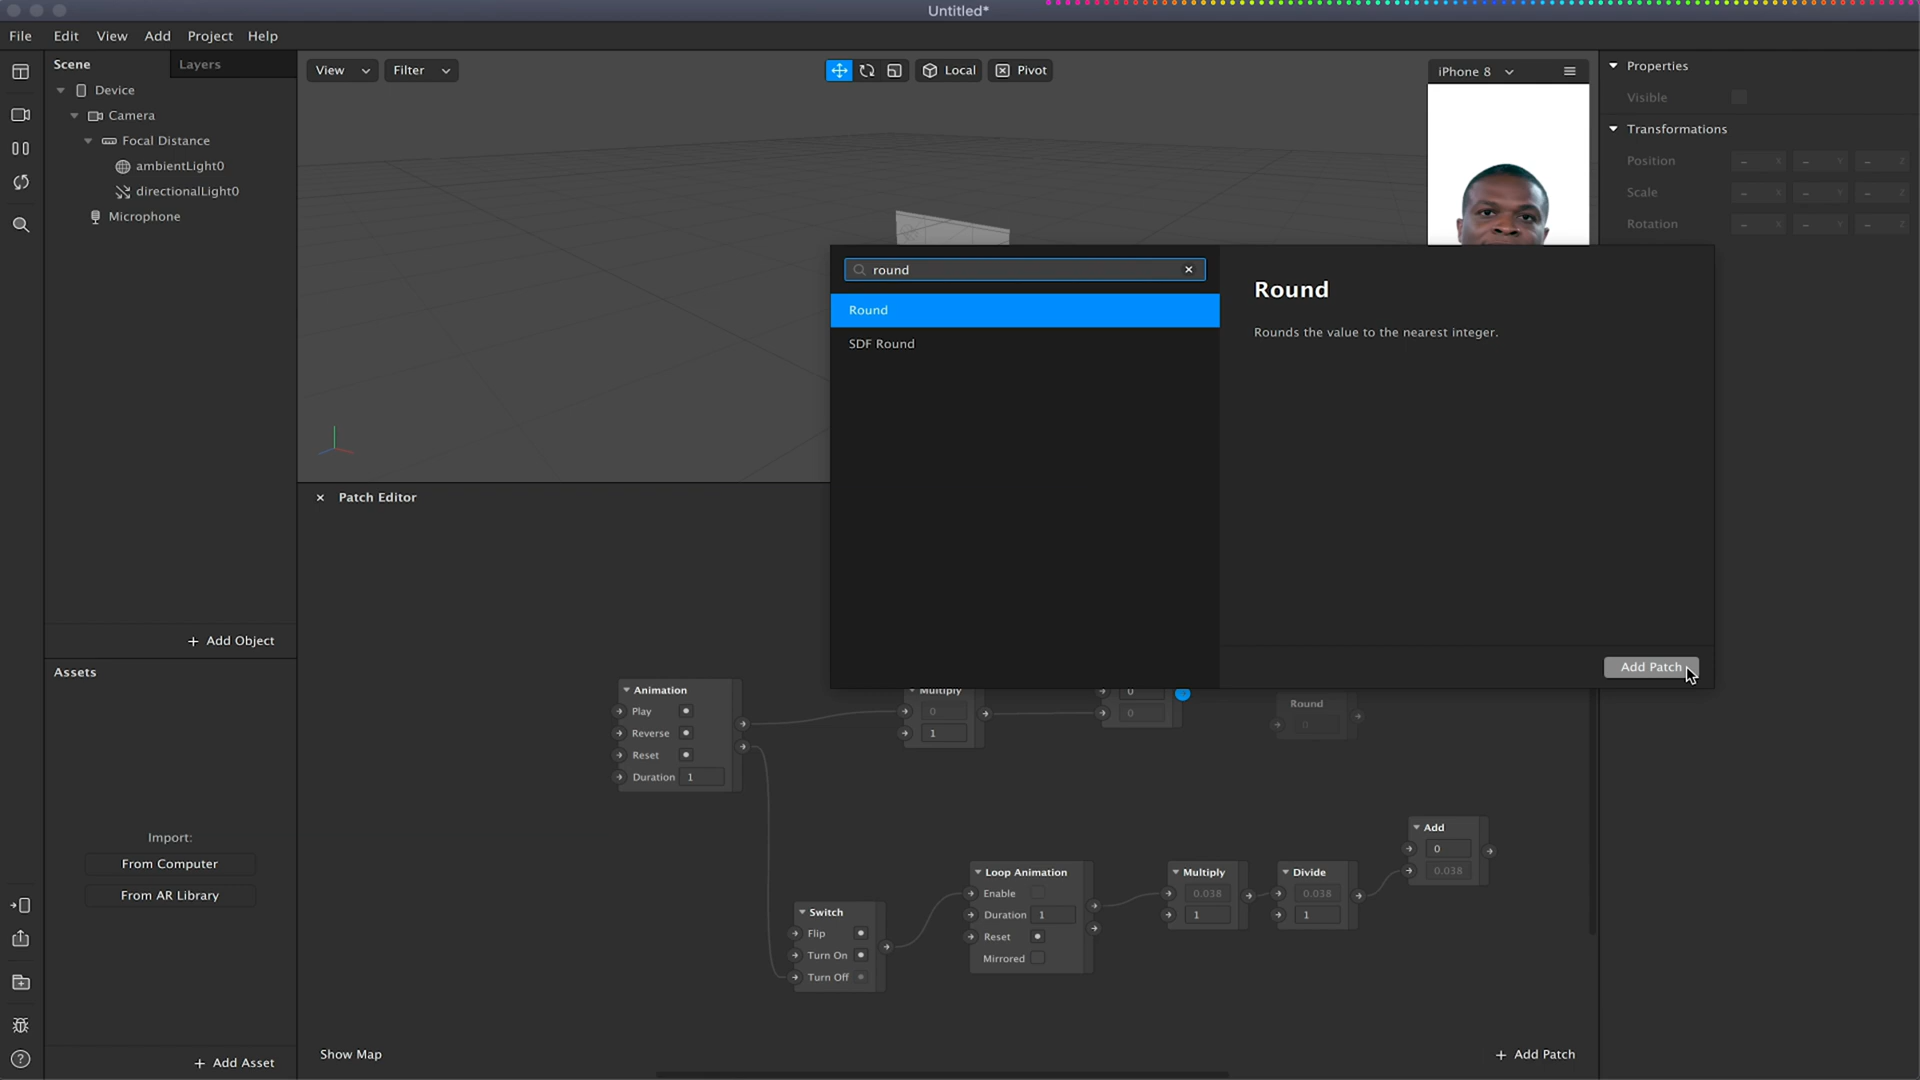 Untitled*
File Edit View Add Project Help
Scene Layers
Device
Camera
Focal Distance
ambientLight0
directionalLight0
Microphone
+ Add Object
Assets
Import:
From Computer
From AR Library
+ Add Asset
View Filter
Local Pivot
iPhone 8
Properties
Visible
Transformations
Position – X – Y – Z
Scale – X – Y – Z
Rotation – X – Y – Z
round
Round
SDF Round
Round
Rounds the value to the nearest integer.
Add Patch
Patch Editor
Animation
Play
Reverse
Reset
Duration 1
Multiply
0
1
0
0
Round
0
Switch
Flip
Turn On
Turn Off
Loop Animation
Enable
Duration 1
Reset
Mirrored
Multiply
0.038
1
Divide
0.038
1
Add
0
0.038
Show Map
+ Add Patch